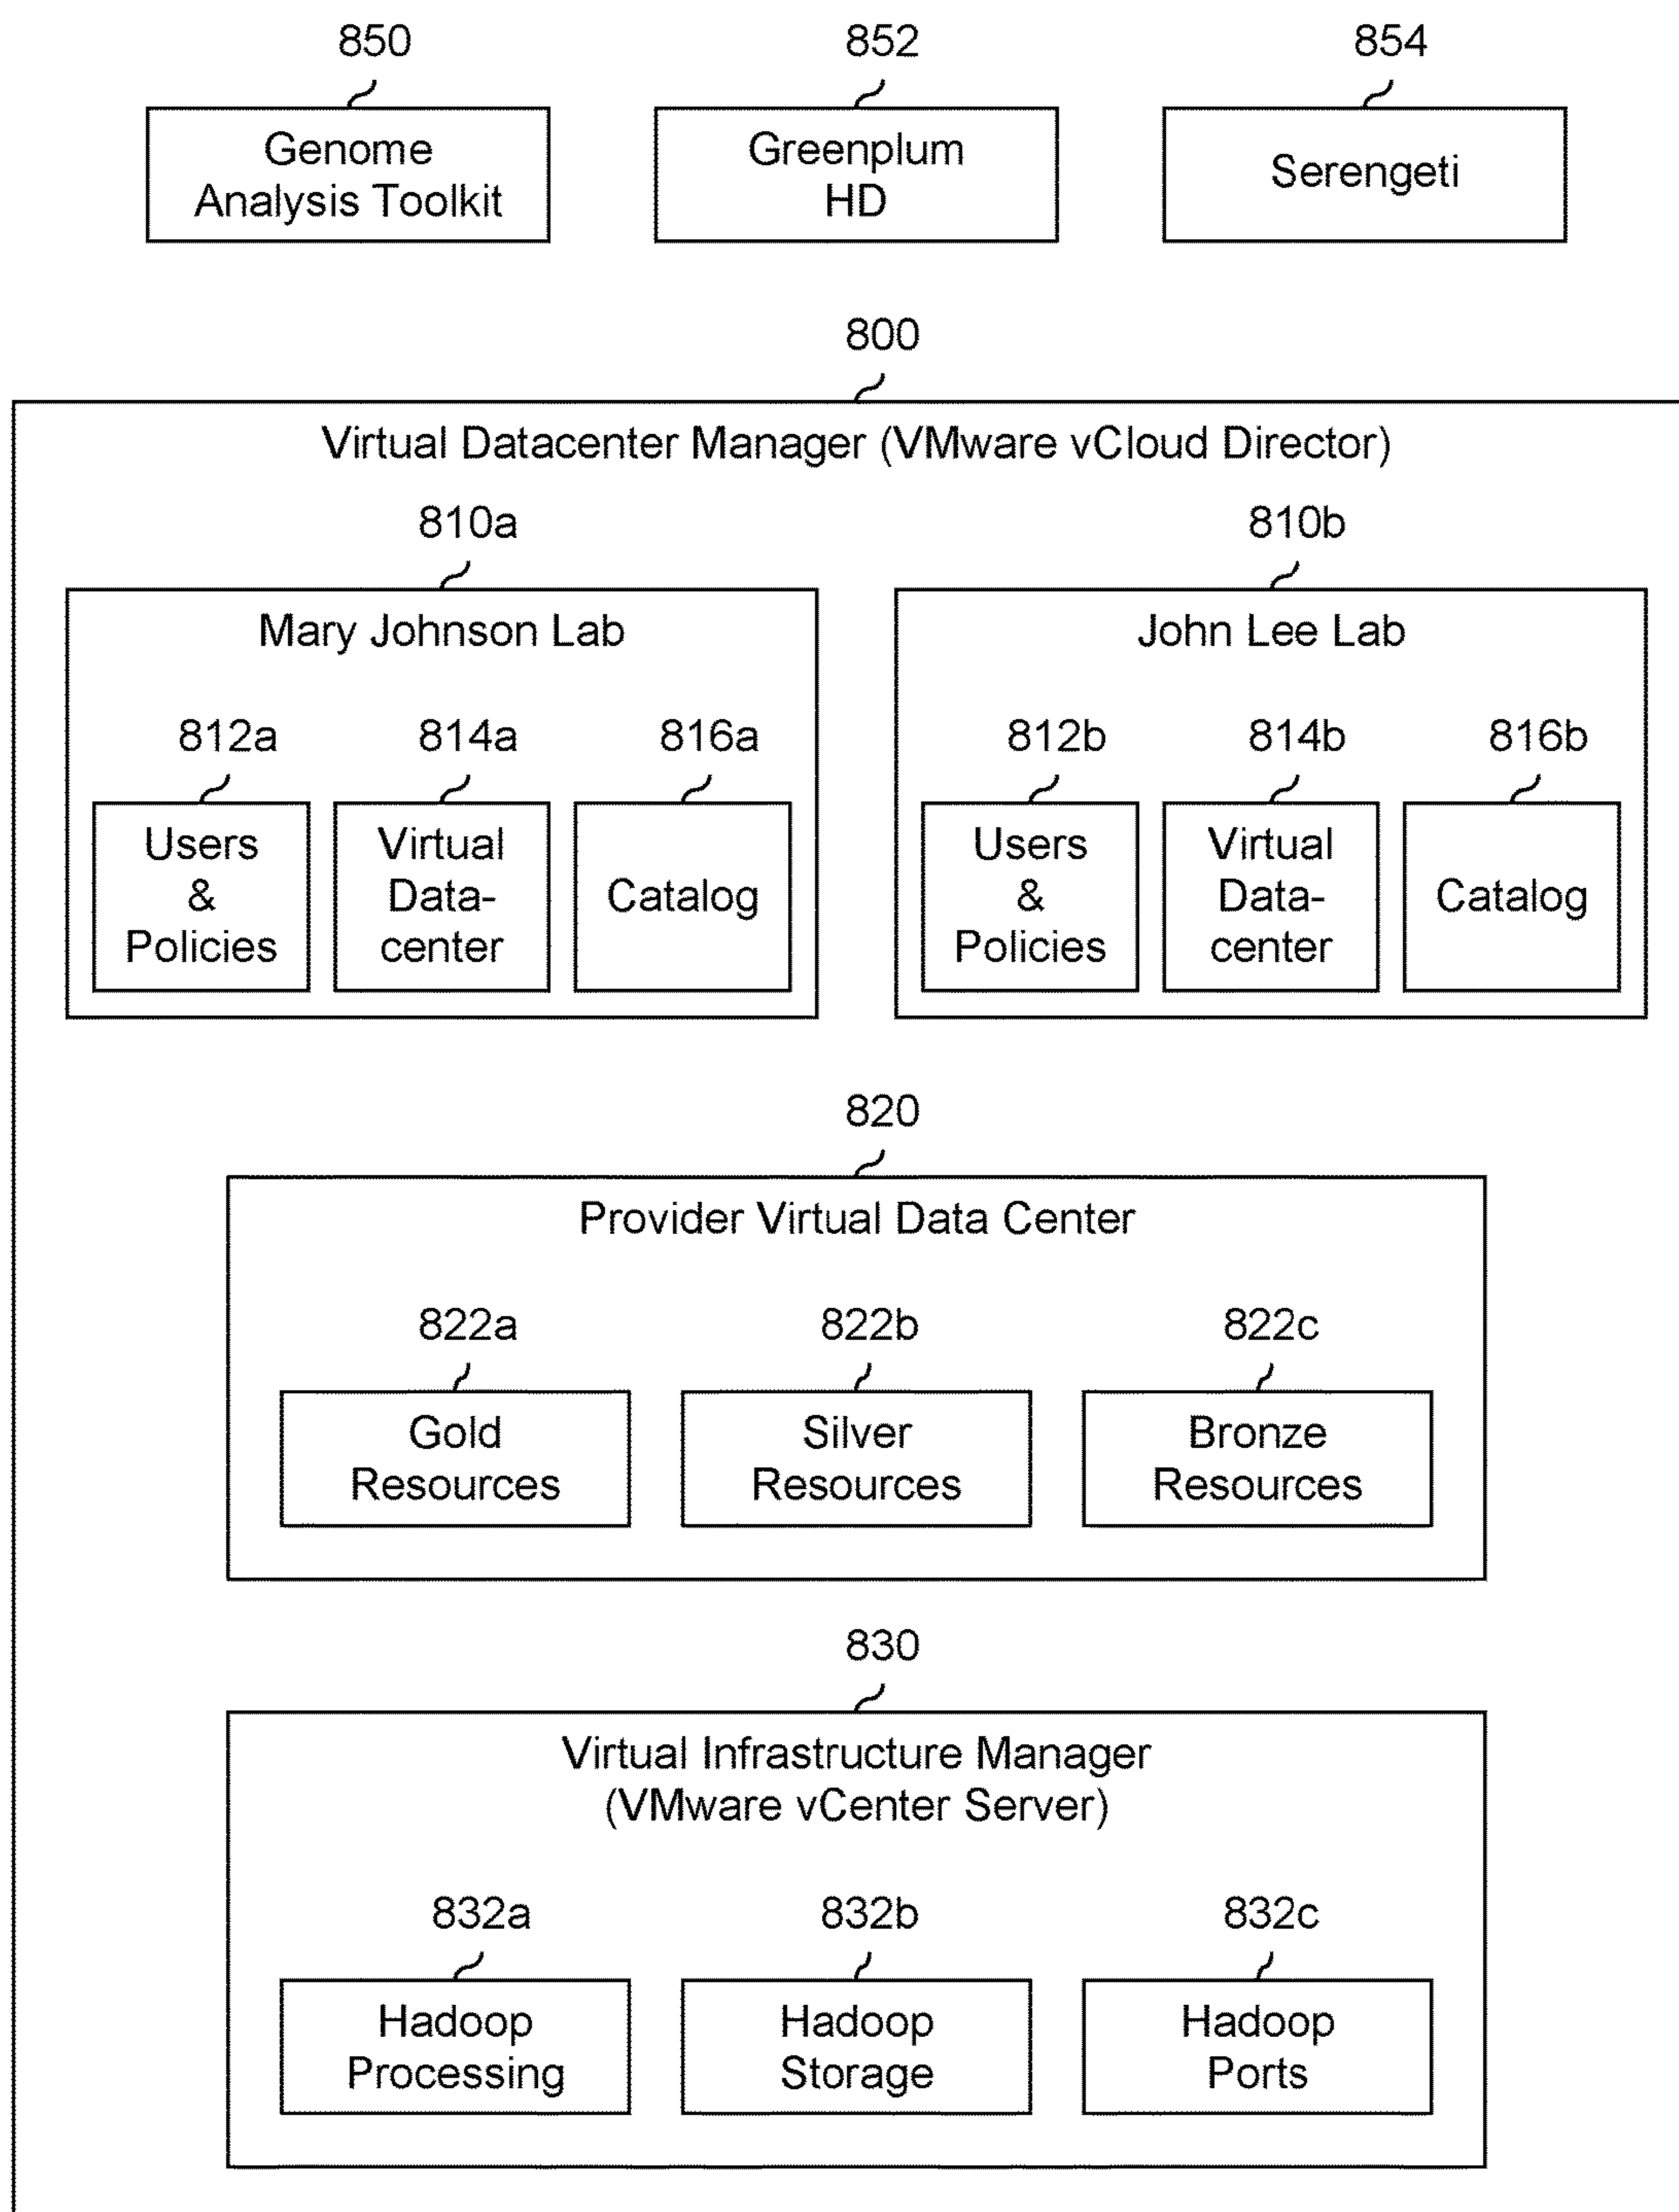 850
852
854
Genome
Analysis Toolkit
Greenplum
HD
Serengeti
800
Virtual Datacenter Manager (VMware vCloud Director)
810a
810b
Mary Johnson Lab
John Lee Lab
812a
814a
816a
812b
814b
816b
Users
&
Policies
Virtual
Data-
center
Catalog
Users
&
Policies
Virtual
Data-
center
Catalog
820
Provider Virtual Data Center
822a
822b
822c
Gold
Resources
Silver
Resources
Bronze
Resources
830
Virtual Infrastructure Manager
(VMware vCenter Server)
832a
832b
832c
Hadoop
Processing
Hadoop
Storage
Hadoop
Ports